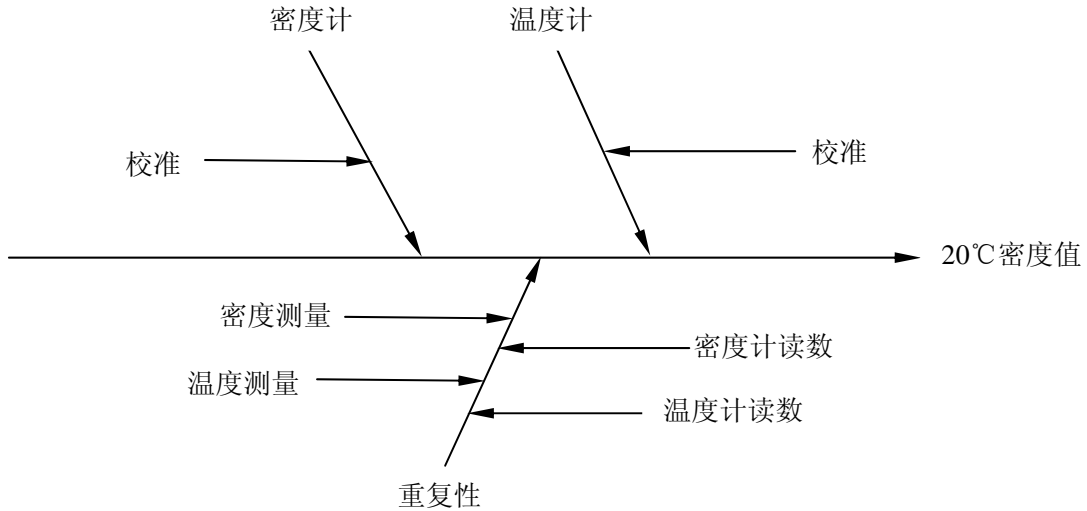 密度计
温度计
校准
校准
20℃密度值
密度测量
密度计读数
温度测量
温度计读数
重复性